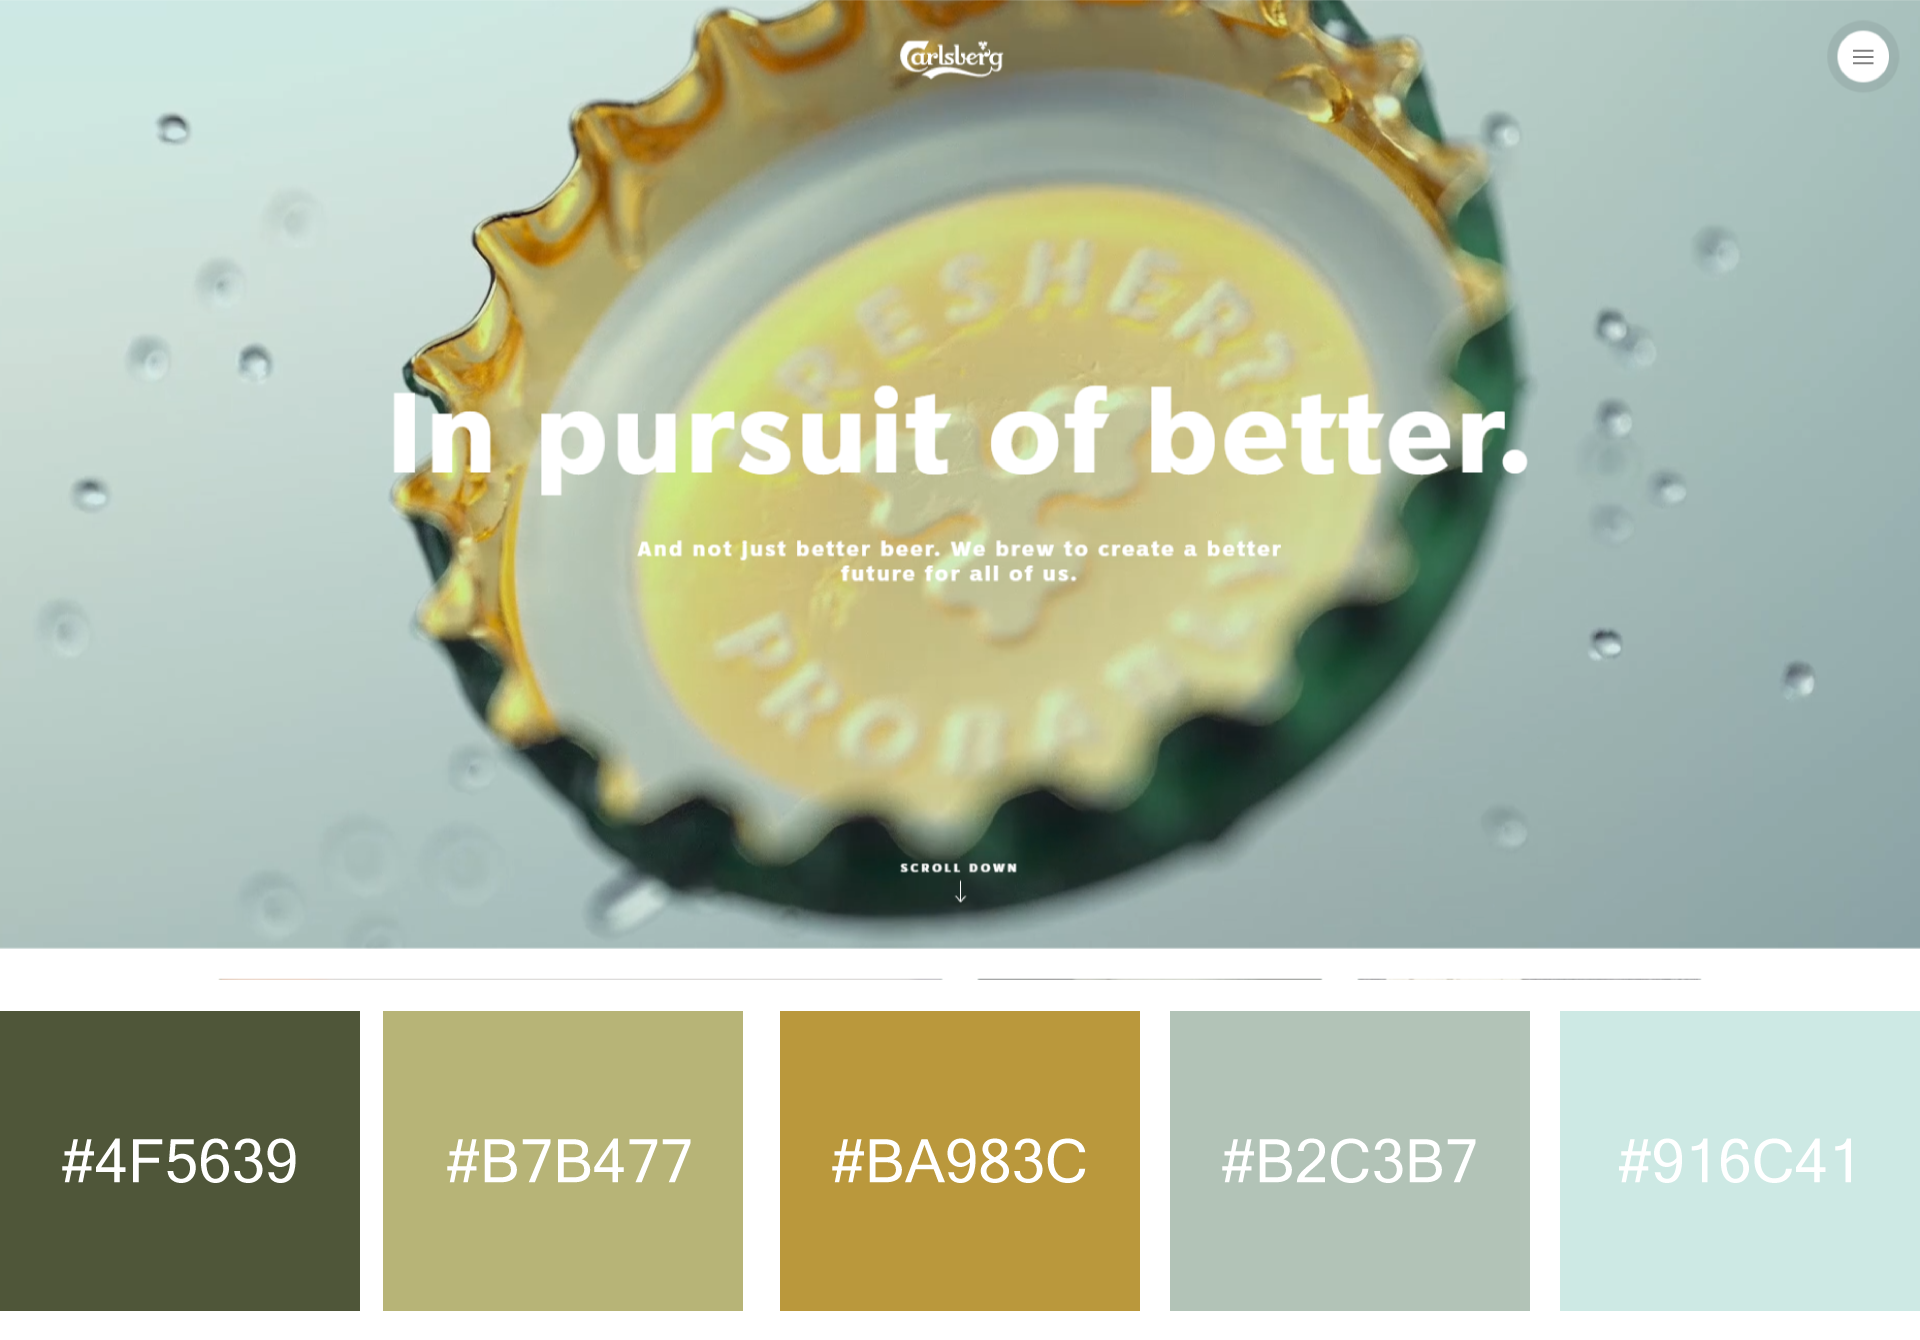 Carlsberg
RESHER?
In pursuit of better.
And not just better beer. We brew to create a better
future for all of us.
SCROLL DOWN
#4F5639
#B7B477
#BA983C
#B2C3B7
#916C41